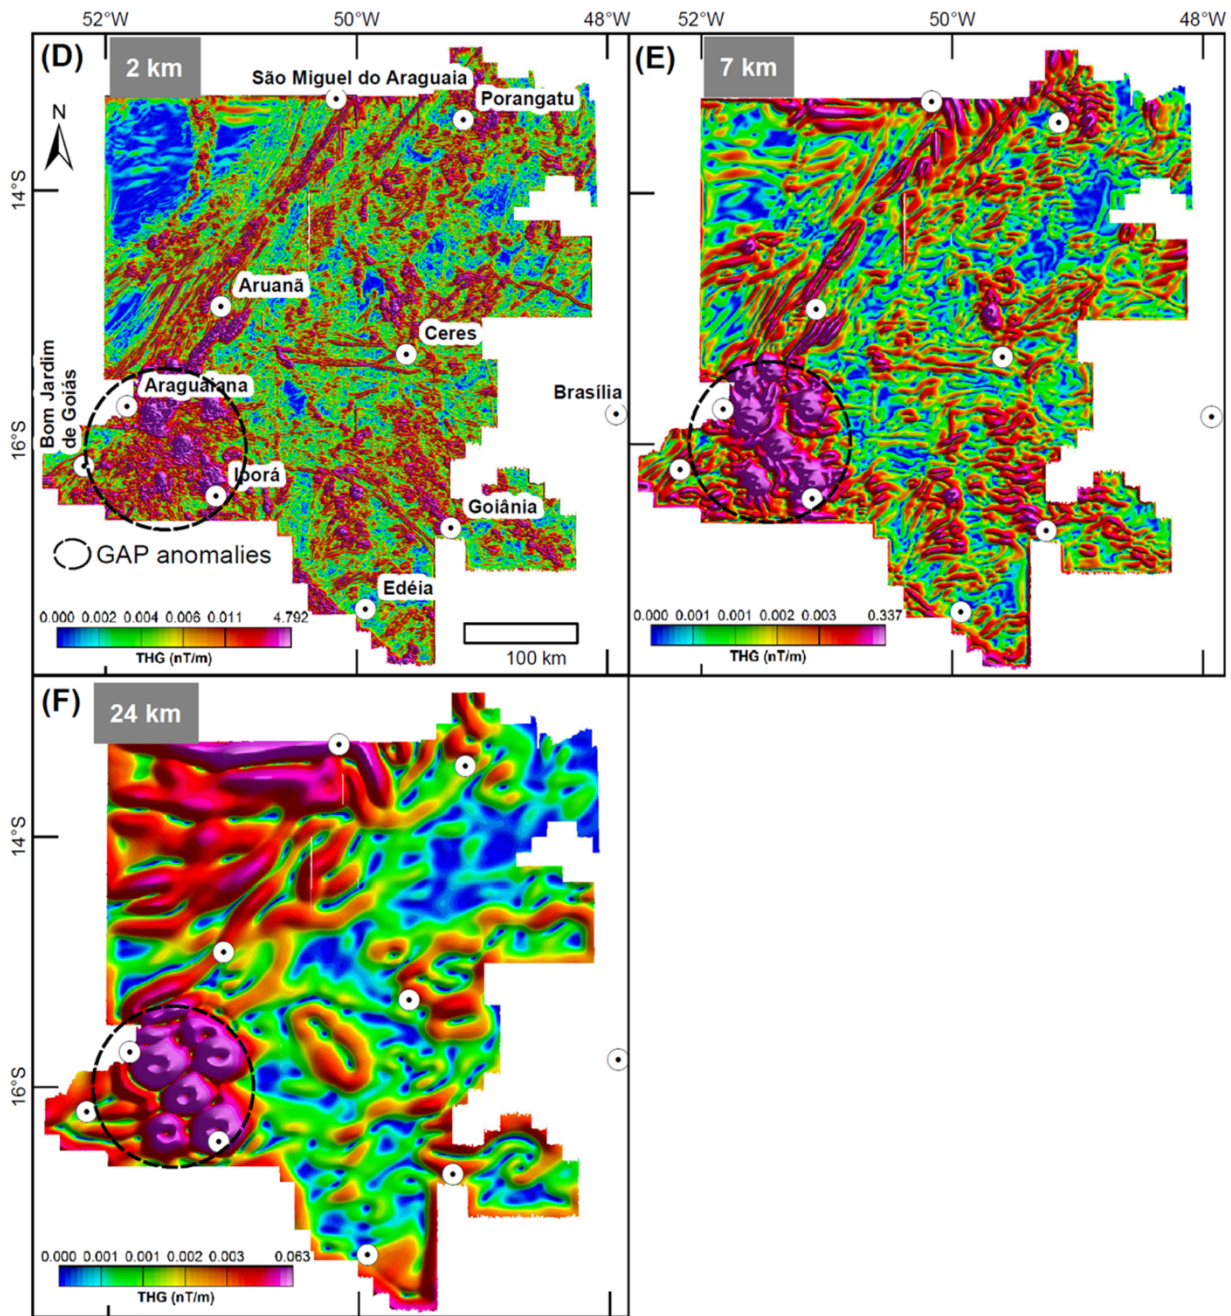 52°W 50°W 48°W 52°W 50°W 48°W
(D) 2 km
São Miguel do Araguaia
Porangatu
N
14°S
Aruanã
Ceres
Araguaiana
Bom Jardim
de Goiás
Brasília
16°S
Iporá
Goiânia
GAP anomalies
Edéia
0.000 0.002 0.004 0.006 0.011 4.792
THG (nT/m)
100 km
(E) 7 km
0.000 0.001 0.001 0.002 0.003 0.337
THG (nT/m)
52°W 50°W 48°W
(F) 24 km
14°S
16°S
0.000 0.001 0.001 0.002 0.003 0.063
THG (nT/m)